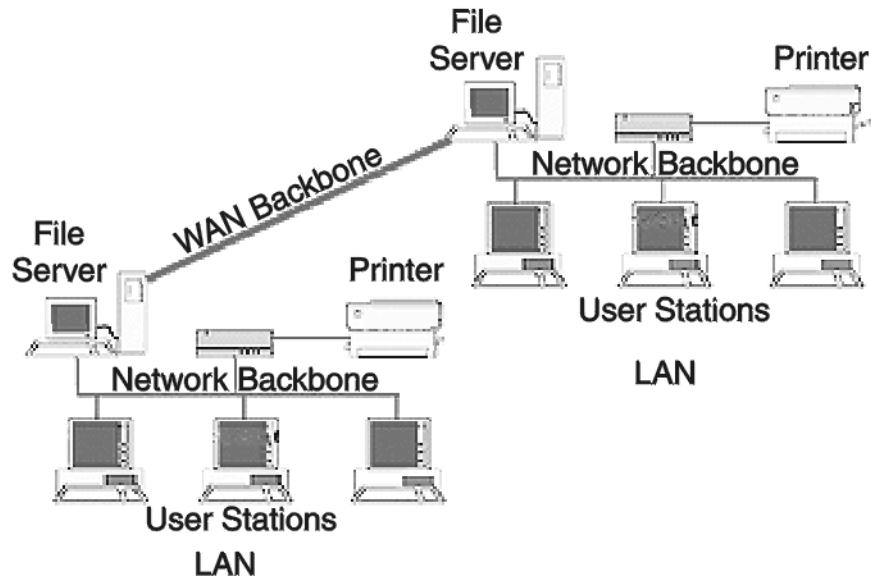 File
Server
Printer
Network Backbone
WAN Backbone
User Stations
LAN
File
Server
Printer
Network Backbone
User Stations
LAN